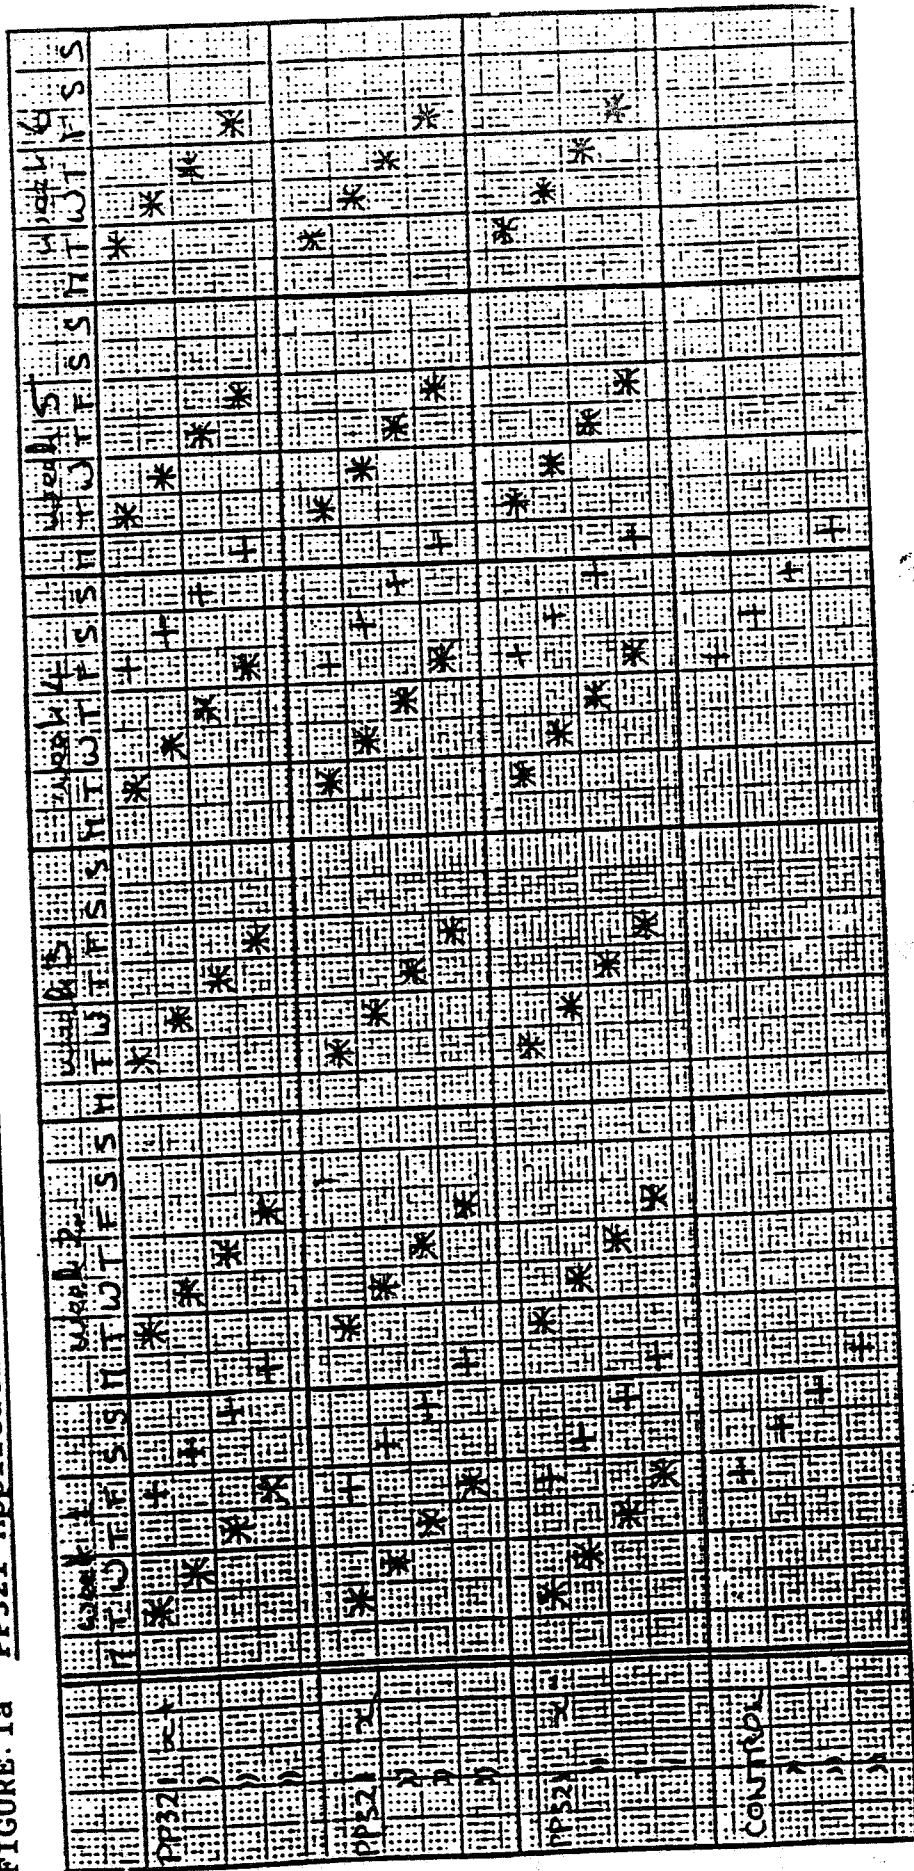 FIGURE.1a PP321 Application
week 1 week 2 week 3 week 4 week 5 week 6
M T W T F S S M T W T F S S M T W T F S S M T W T F S S M T W T F S S M T W T F S S
PP321 x+ * * * * + + + + * * * * * * * * * * * * + + + + * * * * * * * *
"
"
"
PP321 x * * * * + + + + * * * * * * * * * * * * + + + + * * * * * * * *
"
"
"
PP321 x- * * * * + + + + * * * * * * * * * * * * + + + + * * * * * * * *
"
CONTROL + + + + + + + +
"
"
"